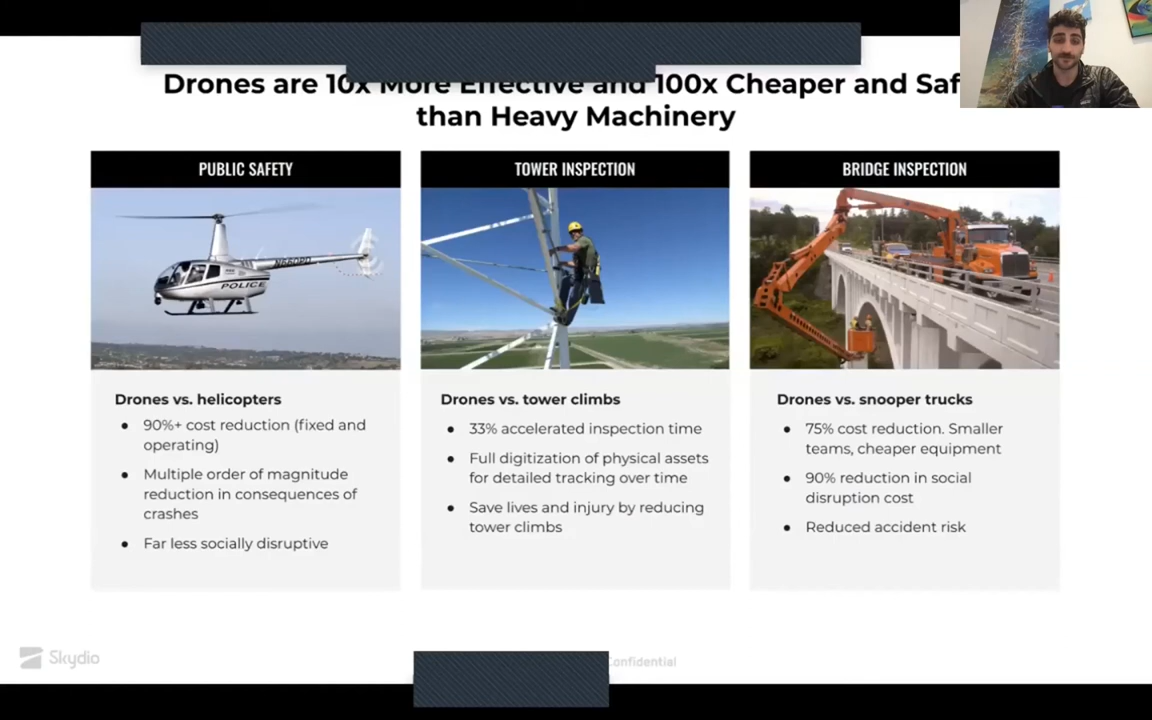 Drones are 10x More Effective and 100x Cheaper and
than Heavy Machinery
PUBLIC SAFETY
TOWER INSPECTION
BRIDGE INSPECTION
POLICE
Drones vs. helicopters
● 90%+ cost reduction (fixed and
operating)
● Multiple order of magnitude
reduction in consequences of
crashes
● Far less socially disruptive
Drones vs. tower climbs
● 33% accelerated inspection time
● Full digitization of physical assets
for detailed tracking over time
● Save lives and injury by reducing
tower climbs
Drones vs. snooper trucks
● 75% cost reduction. Smaller
teams, cheaper equipment
● 90% reduction in social
disruption cost
● Reduced accident risk
Skydio
Confidential